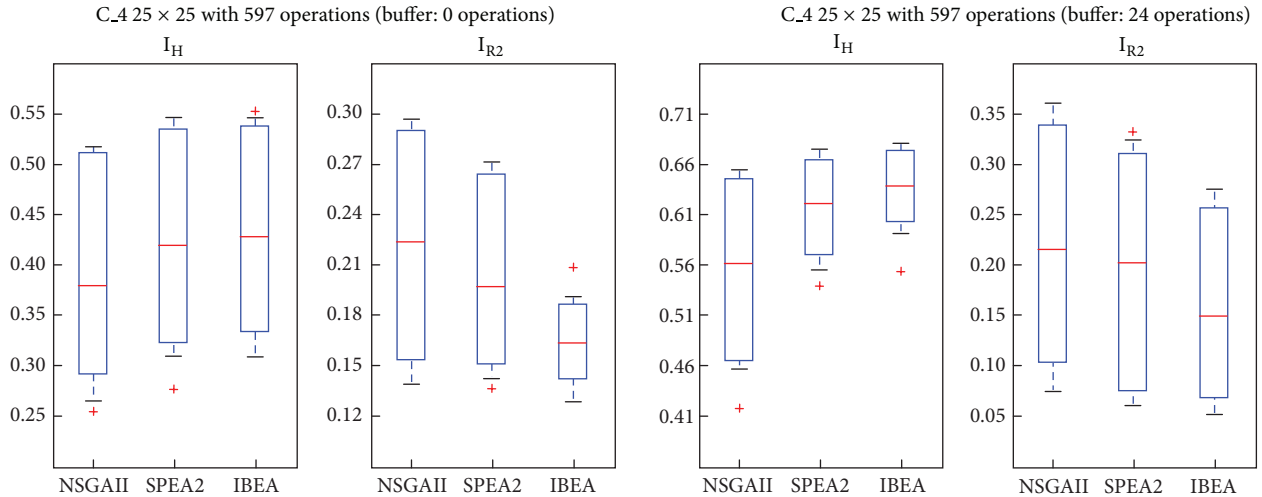 C_4 25 × 25 with 597 operations (buffer: 0 operations)
I_H
0.55
0.50
0.45
0.40
0.35
0.30
0.25
NSGAII SPEA2 IBEA
I_R2
0.30
0.27
0.24
0.21
0.18
0.15
0.12
NSGAII SPEA2 IBEA
C_4 25 × 25 with 597 operations (buffer: 24 operations)
I_H
0.71
0.66
0.61
0.56
0.51
0.46
0.41
NSGAII SPEA2 IBEA
I_R2
0.35
0.30
0.25
0.20
0.15
0.10
0.05
NSGAII SPEA2 IBEA